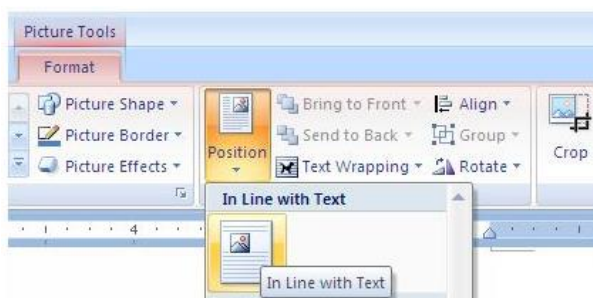 Picture Tools
Format
Picture Shape
Bring to Front
Align
Picture Border
Send to Back
Group
Position
Crop
Picture Effects
Text Wrapping
Rotate
In Line with Text
4
In Line with Text